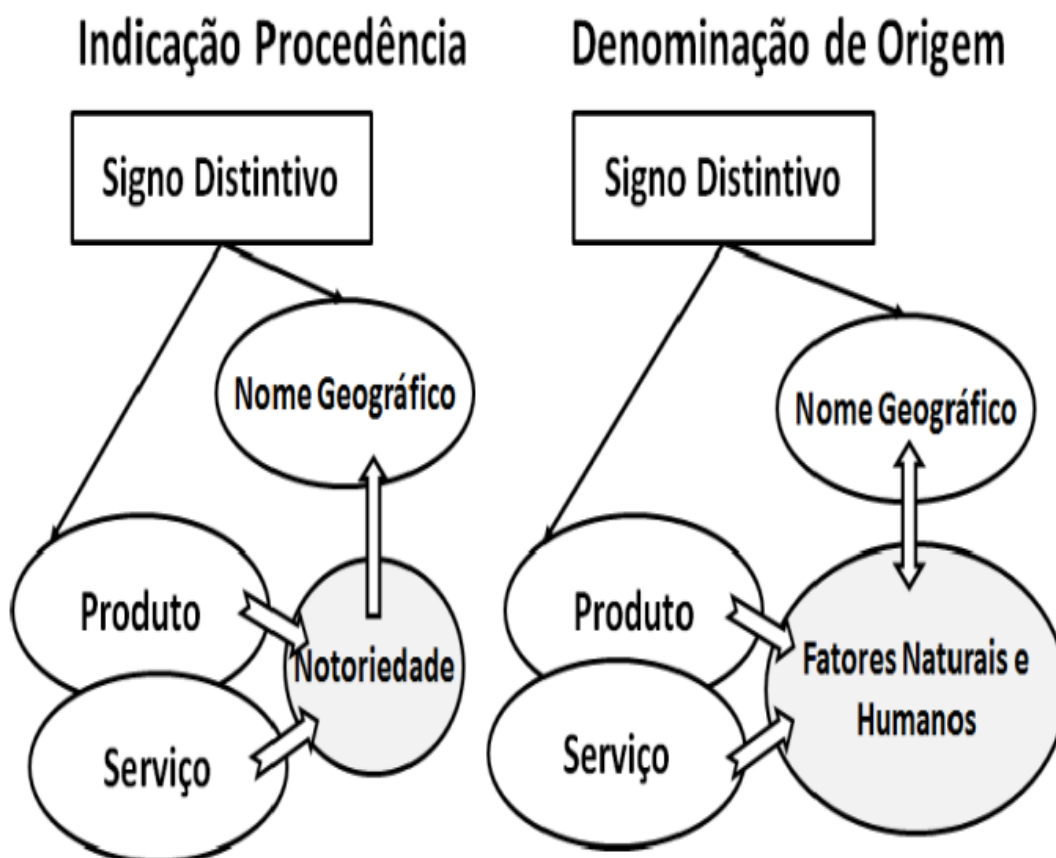 Indicação Procedência
Signo Distintivo
Nome Geográfico
Produto
Notoriedade
Serviço
Denominação de Origem
Signo Distintivo
Nome Geográfico
Produto
Fatores Naturais e
Humanos
Serviço